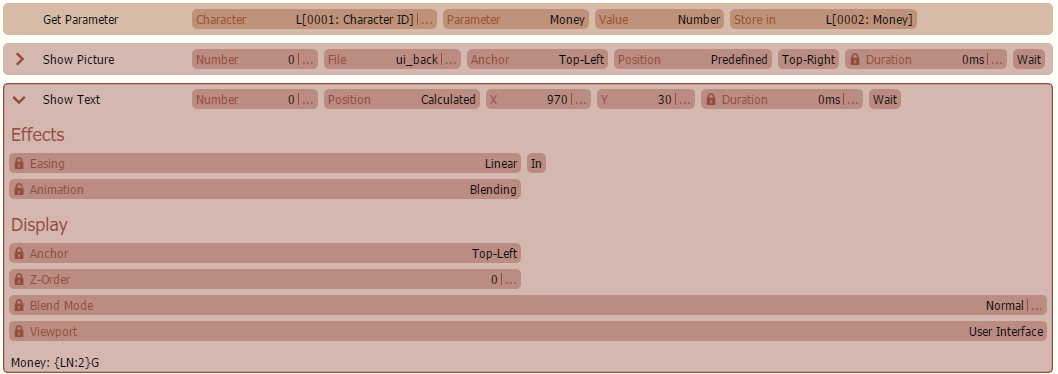 Get Parameter Character L[0001: Character ID] | ... Parameter Money Value Number Store in L[0002: Money]
Show Picture Number 0 | ... File ui_back | ... Anchor Top-Left Position Predefined Top-Right Duration 0ms | ... Wait
Show Text Number 0 | ... Position Calculated X 970 | ... Y 30 | ... Duration 0ms | ... Wait
Effects
Easing Linear In
Animation Blending
Display
Anchor Top-Left
Z-Order 0 | ...
Blend Mode Normal | ...
Viewport User Interface
Money: {LN:2}G